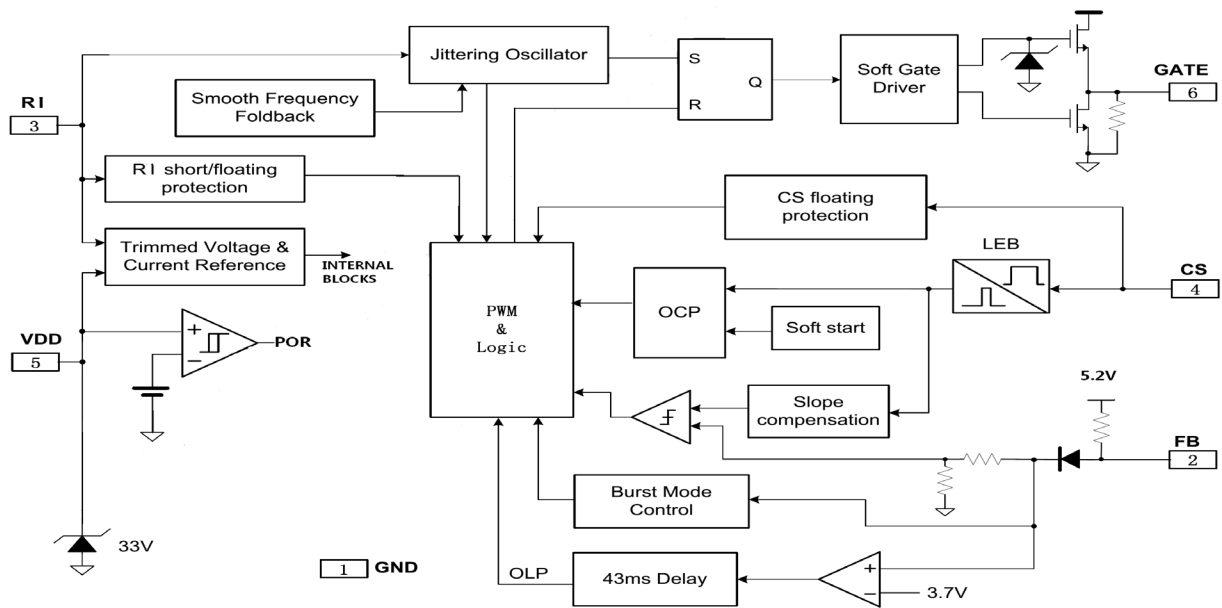 Jittering Oscillator
Smooth Frequency
Foldback
RI
3
RI short/floating
protection
Trimmed Voltage &
Current Reference
INTERNAL
BLOCKS
VDD
5
+
−
POR
33V
1
GND
S
R
Q
Soft Gate
Driver
GATE
6
CS floating
protection
LEB
CS
4
PWM
&
Logic
OCP
Soft start
Slope
compensation
5.2V
FB
2
Burst Mode
Control
OLP
43ms Delay
+
−
3.7V